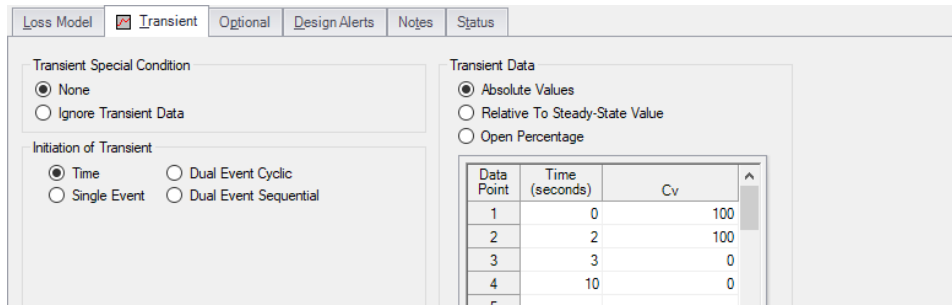 Loss Model Transient Optional Design Alerts Notes Status
Transient Special Condition
None
Ignore Transient Data
Initiation of Transient
Time Dual Event Cyclic
Single Event Dual Event Sequential
Transient Data
Absolute Values
Relative To Steady-State Value
Open Percentage
Data Point Time (seconds) Cv
1 0 100
2 2 100
3 3 0
4 10 0